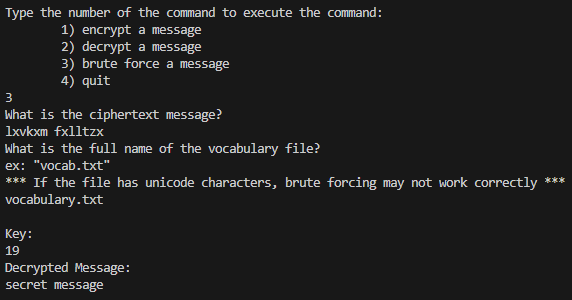 Type the number of the command to execute the command:
1) encrypt a message
2) decrypt a message
3) brute force a message
4) quit
3
What is the ciphertext message?
lxvkxm fxlltzx
What is the full name of the vocabulary file?
ex: "vocab.txt"
*** If the file has unicode characters, brute forcing may not work correctly ***
vocabulary.txt
Key:
19
Decrypted Message:
secret message